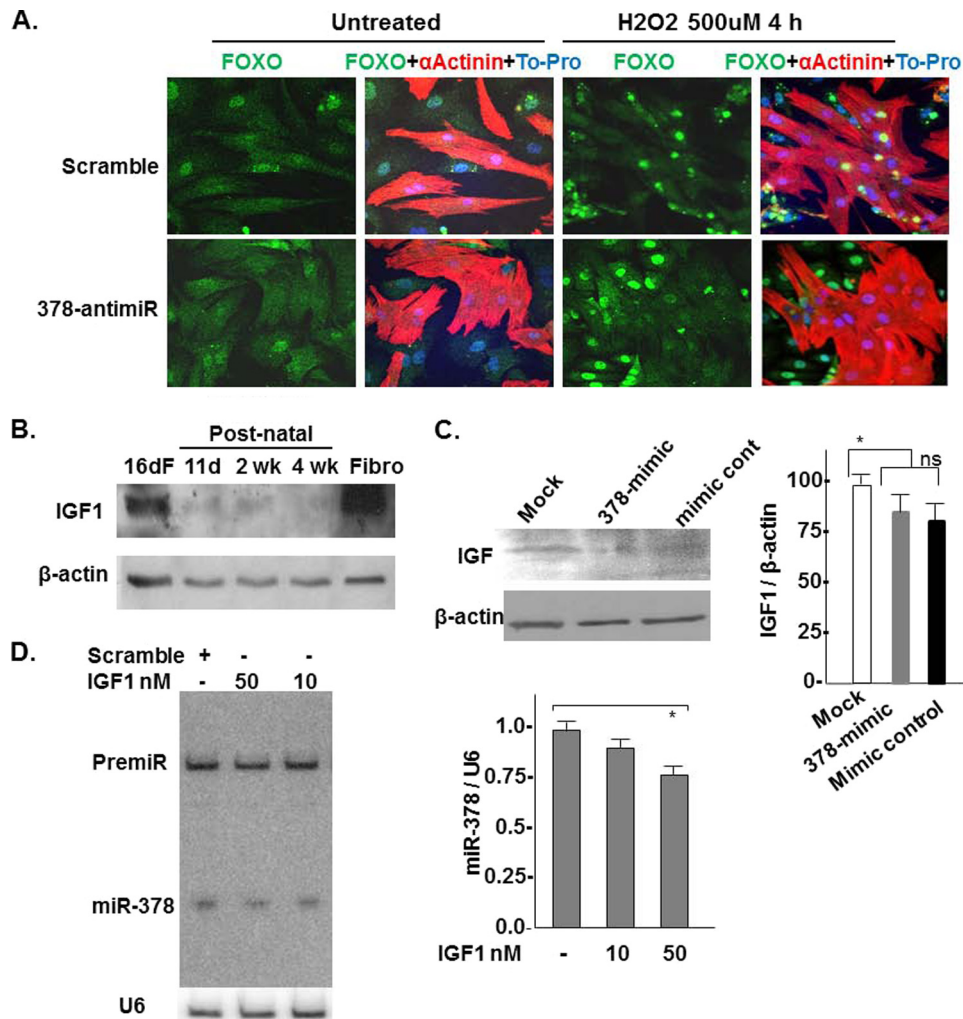 A.
Untreated
H2O2 500uM 4 h
FOXO
FOXO+αActinin+To-Pro
FOXO
FOXO+αActinin+To-Pro
Scramble
378-antimiR
B.
Post-natal
16dF 11d 2 wk 4 wk Fibro
IGF1
β-actin
C.
Mock
378-mimic
mimic cont
IGF
β-actin
*
ns
100-
75-
50-
25-
0-
IGF1 / β-actin
Mock
378-mimic
Mimic control
D.
Scramble + - -
IGF1 nM - 50 10
PremiR
miR-378
U6
*
1.0-
0.75-
0.5-
0.25-
0.0-
miR-378 / U6
IGF1 nM - 10 50